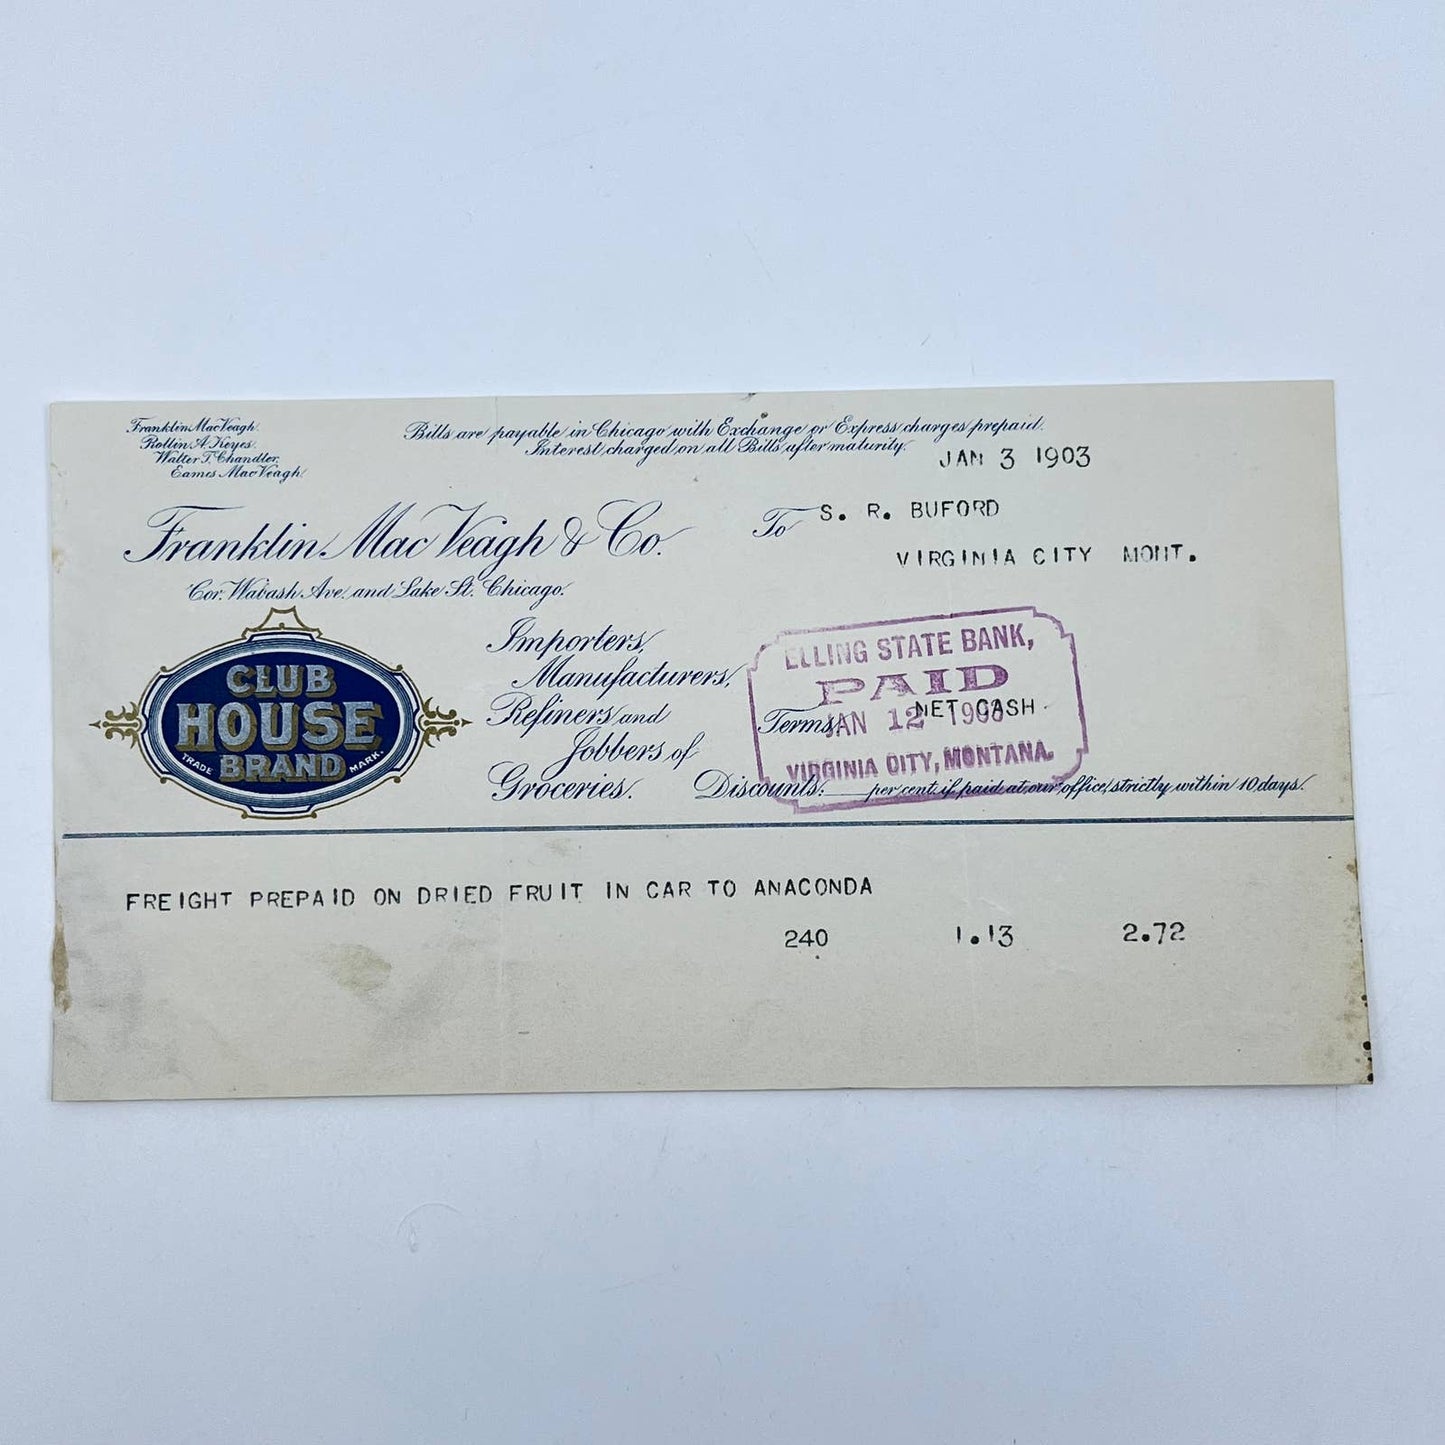 Franklin MacVeagh.
Rollin A. Keyes.
Walter T. Chandler.
Eames MacVeagh.
Bills are payable in Chicago with Exchange or Express charges prepaid.
Interest charged on all Bills after maturity.
JAN 3 1903
Franklin MacVeagh & Co.
To S. R. BUFORD
VIRGINIA CITY MONT.
Cor. Wabash Ave. and Lake St. Chicago.
CLUB
HOUSE
BRAND
TRADE MARK.
Importers,
Manufacturers,
Refiners and
Jobbers of
Groceries.
ELLING STATE BANK,
PAID
JAN 12
VIRGINIA CITY, MONTANA.
Terms: NET CASH
Discounts: per cent. if paid at our office, strictly within 10 days.
FREIGHT PREPAID ON DRIED FRUIT IN CAR TO ANACONDA
240 1.13 2.72